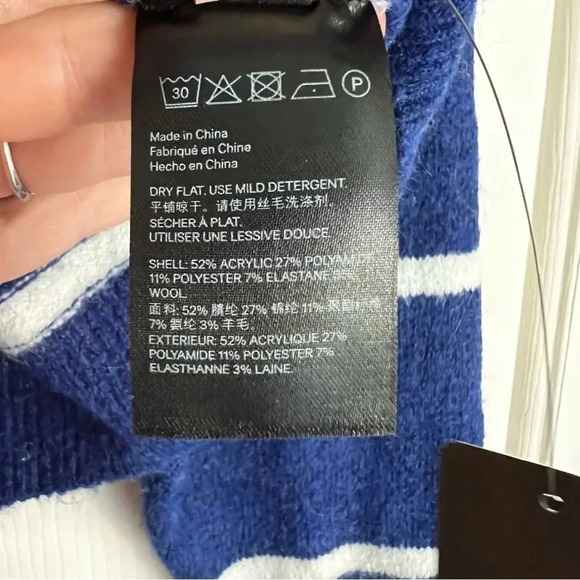 30 P
Made in China
Fabriqué en Chine
Hecho en China
DRY FLAT. USE MILD DETERGENT.
平铺晾干。请使用丝毛洗涤剂。
SÉCHER À PLAT.
UTILISER UNE LESSIVE DOUCE.
SHELL: 52% ACRYLIC 27% POLYAMIDE
11% POLYESTER 7% ELASTANE 3%
WOOL
面料: 52% 腈纶 27% 锦纶 11%
7% 氨纶 3% 羊毛.
EXTERIEUR: 52% ACRYLIQUE 27%
POLYAMIDE 11% POLYESTER 7%
ELASTHANNE 3% LAINE.